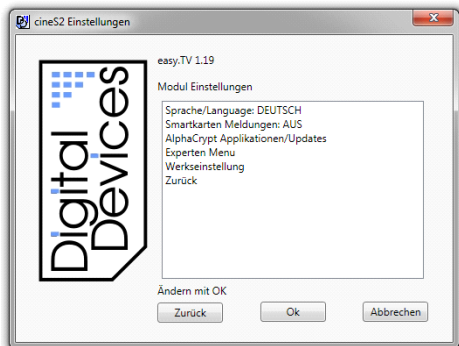 cineS2 Einstellungen
Digital
Devices
easy.TV 1.19
Modul Einstellungen
Sprache/Language: DEUTSCH
Smartkarten Meldungen: AUS
AlphaCrypt Applikationen/Updates
Experten Menu
Werkseinstellung
Zurück
Ändern mit OK
Zurück
Ok
Abbrechen